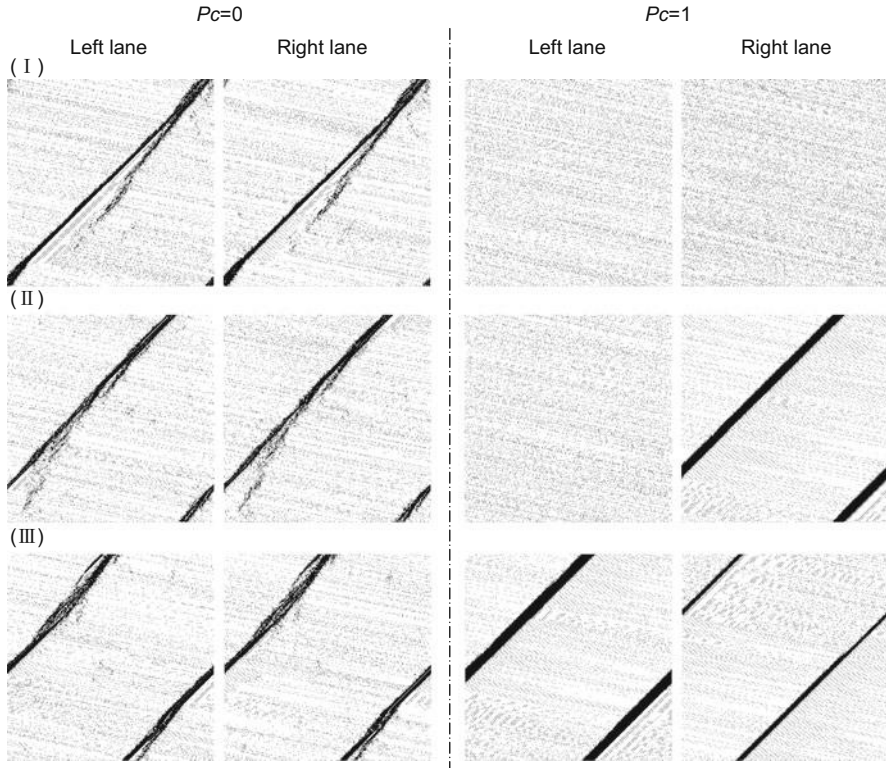 Pc=0 Pc=1
Left lane Right lane Left lane Right lane
(Ⅰ)
(Ⅱ)
(Ⅲ)